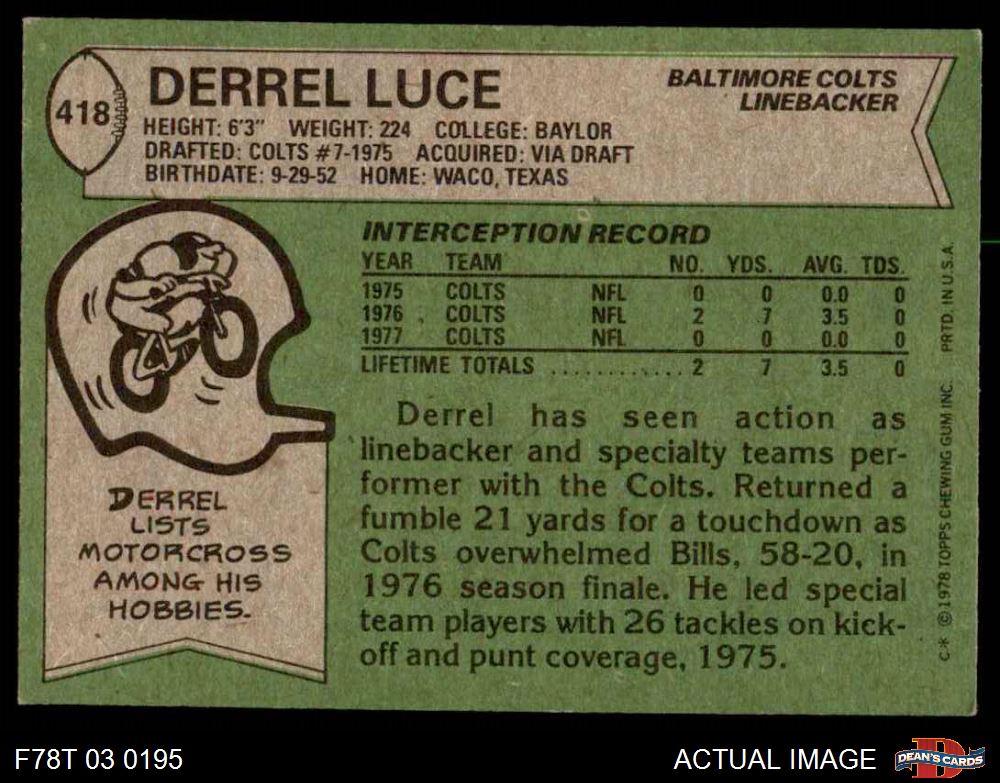 418
DERREL LUCE
BALTIMORE COLTS
LINEBACKER
HEIGHT: 6'3" WEIGHT: 224 COLLEGE: BAYLOR
DRAFTED: COLTS #7-1975 ACQUIRED: VIA DRAFT
BIRTHDATE: 9-29-52 HOME: WACO, TEXAS
INTERCEPTION RECORD
YEAR TEAM NO. YDS. AVG. TDS.
1975 COLTS NFL 0 0 0.0 0
1976 COLTS NFL 2 7 3.5 0
1977 COLTS NFL 0 0 0.0 0
LIFETIME TOTALS ............ 2 7 3.5 0
Derrel has seen action as
linebacker and specialty teams per-
former with the Colts. Returned a
fumble 21 yards for a touchdown as
Colts overwhelmed Bills, 58-20, in
1976 season finale. He led special
team players with 26 tackles on kick-
off and punt coverage, 1975.
DERREL
LISTS
MOTORCROSS
AMONG HIS
HOBBIES.
C* ©1978 TOPPS CHEWING GUM INC. PRTD. IN U.S.A.
F78T 03 0195
ACTUAL IMAGE
D
DEAN'S CARDS